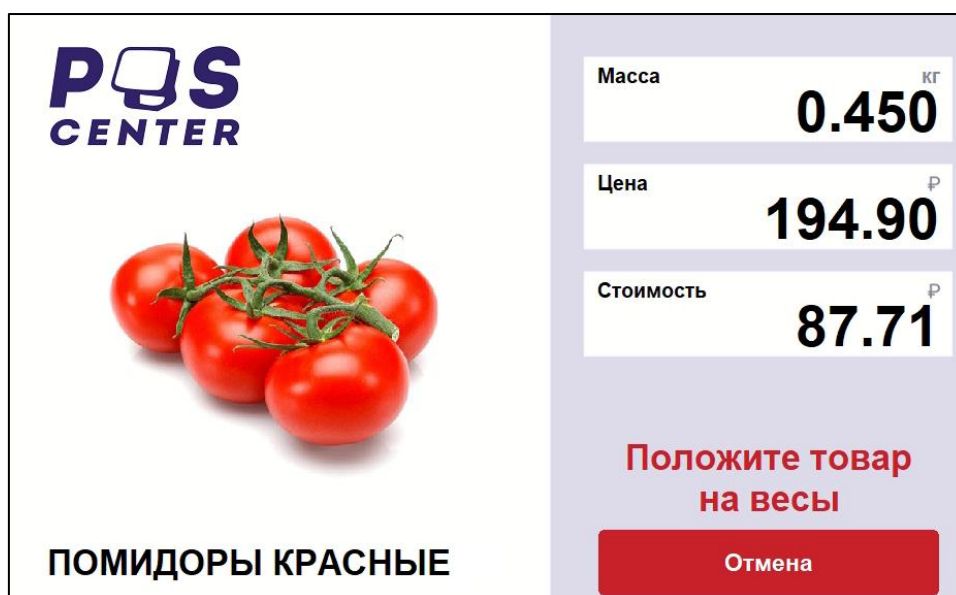 POS
CENTER
Масса
кг
0.450
Цена
₽
194.90
Стоимость
₽
87.71
Положите товар
на весы
Отмена
ПОМИДОРЫ КРАСНЫЕ